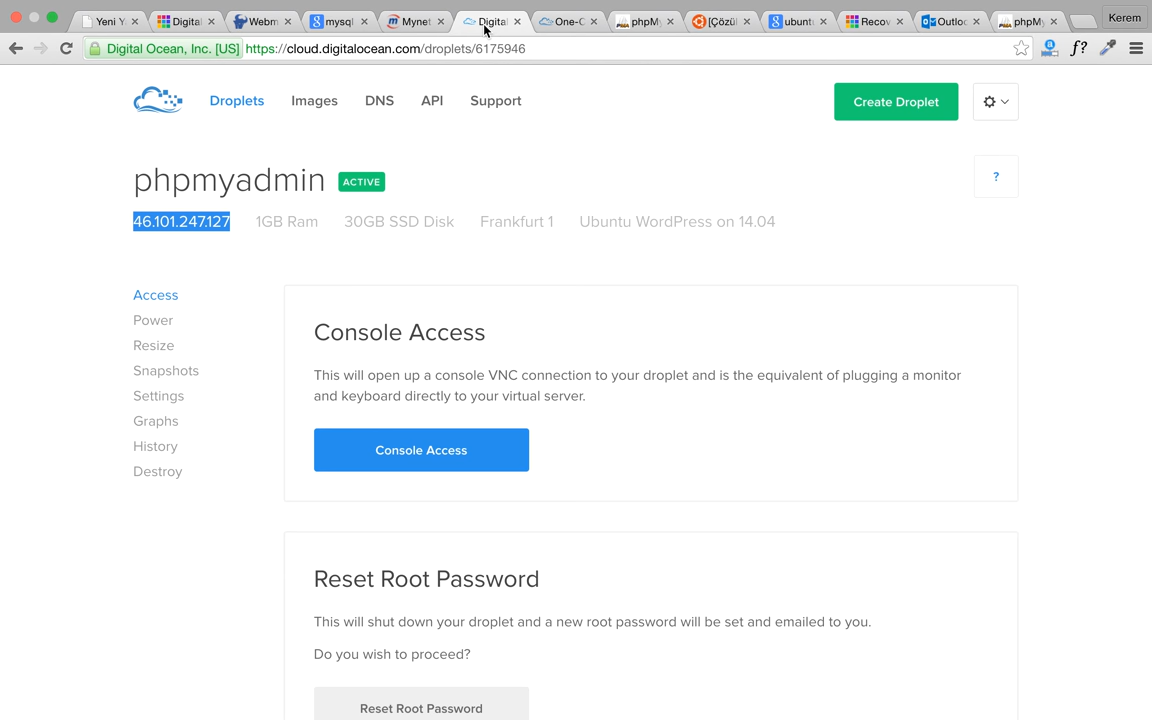 Yeni Y
Digital
Webm
mysql
Mynet
Digital
One-C
phpMy
[Çözül
ubuntu
Recov
Outloo
phpMy
Kerem
Digital Ocean, Inc. [US] https://cloud.digitalocean.com/droplets/6175946
f?
Droplets Images DNS API Support
Create Droplet
phpmyadmin ACTIVE
?
46.101.247.127 1GB Ram 30GB SSD Disk Frankfurt 1 Ubuntu WordPress on 14.04
Access
Power
Resize
Snapshots
Settings
Graphs
History
Destroy
Console Access
This will open up a console VNC connection to your droplet and is the equivalent of plugging a monitor
and keyboard directly to your virtual server.
Console Access
Reset Root Password
This will shut down your droplet and a new root password will be set and emailed to you.
Do you wish to proceed?
Reset Root Password